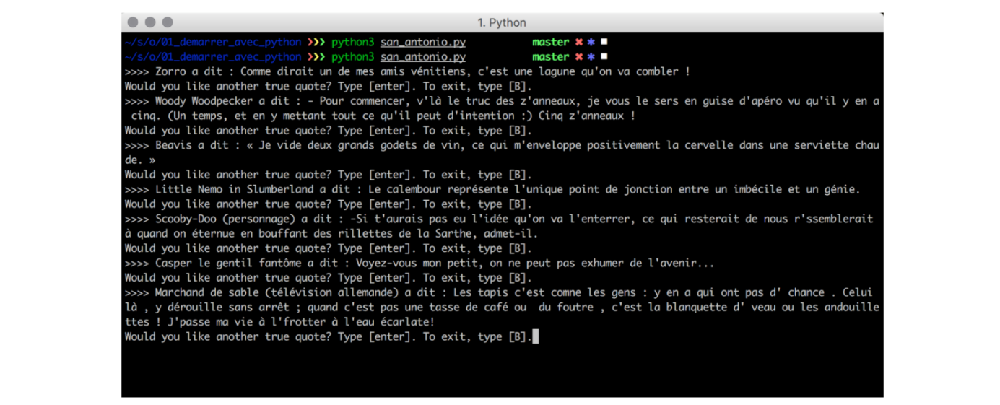 1. Python
~/s/o/01_demarrer_avec_python ❯❯❯ python3 san_antonio.py master ✖ ✱ ◼
~/s/o/01_demarrer_avec_python ❯❯❯ python3 san_antonio.py master ✖ ✱ ◼
>>>> Zorro a dit : Comme dirait un de mes amis vénitiens, c'est une lagune qu'on va combler !
Would you like another true quote? Type [enter]. To exit, type [B].
>>>> Woody Woodpecker a dit : - Pour commencer, v'là le truc des z'anneaux, je vous le sers en guise d'apéro vu qu'il y en a
cinq. (Un temps, et en y mettant tout ce qu'il peut d'intention :) Cinq z'anneaux !
Would you like another true quote? Type [enter]. To exit, type [B].
>>>> Beavis a dit : « Je vide deux grands godets de vin, ce qui m'enveloppe positivement la cervelle dans une serviette chau
de. »
Would you like another true quote? Type [enter]. To exit, type [B].
>>>> Little Nemo in Slumberland a dit : Le calembour représente l'unique point de jonction entre un imbécile et un génie.
Would you like another true quote? Type [enter]. To exit, type [B].
>>>> Scooby-Doo (personnage) a dit : -Si t'aurais pas eu l'idée qu'on va l'enterrer, ce qui resterait de nous r'ssemblerait
à quand on éternue en bouffant des rillettes de la Sarthe, admet-il.
Would you like another true quote? Type [enter]. To exit, type [B].
>>>> Casper le gentil fantôme a dit : Voyez-vous mon petit, on ne peut pas exhumer de l'avenir...
Would you like another true quote? Type [enter]. To exit, type [B].
>>>> Marchand de sable (télévision allemande) a dit : Les tapis c'est comne les gens : y en a qui ont pas d' chance . Celui
là , y dérouille sans arrêt ; quand c'est pas une tasse de café ou  du foutre , c'est la blanquette d' veau ou les andouille
ttes ! J'passe ma vie à l'frotter à l'eau écarlate!
Would you like another true quote? Type [enter]. To exit, type [B].